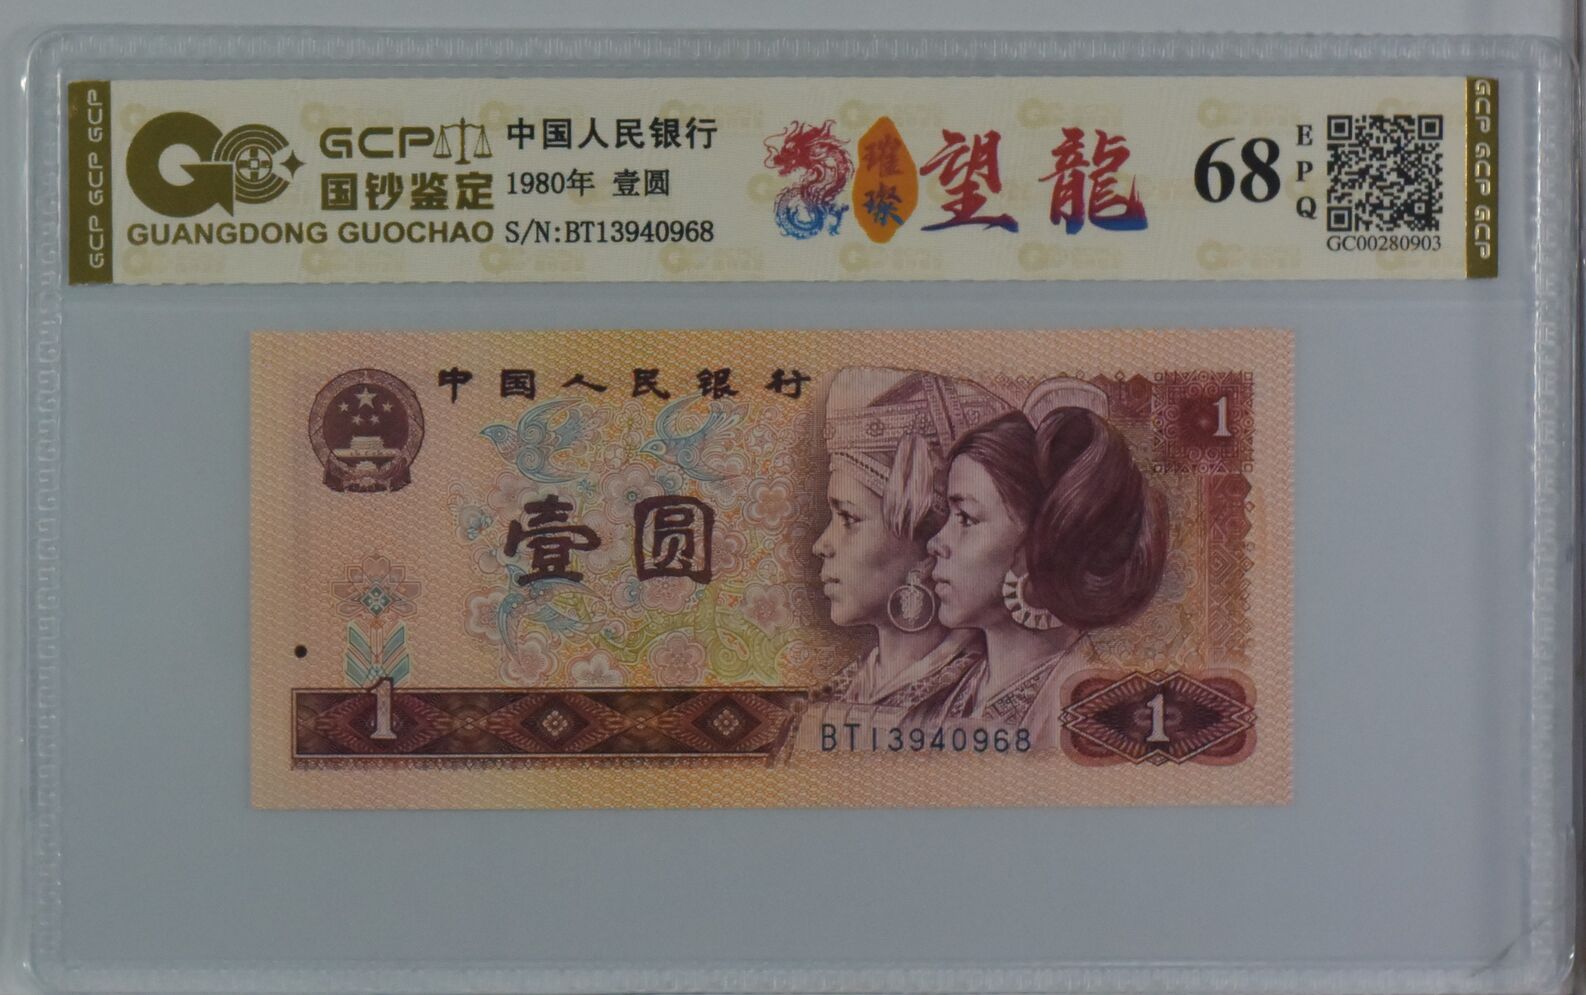 GCP GCP GCP
GCP
国钞鉴定
GUANGDONG GUOCHAO
中国人民银行
1980年 壹圆
S/N:BT13940968
璀璨
望龍
68
EPQ
GC00280903
GCP GCP GCP
中国人民银行
1
壹圆
1
BT13940968
1